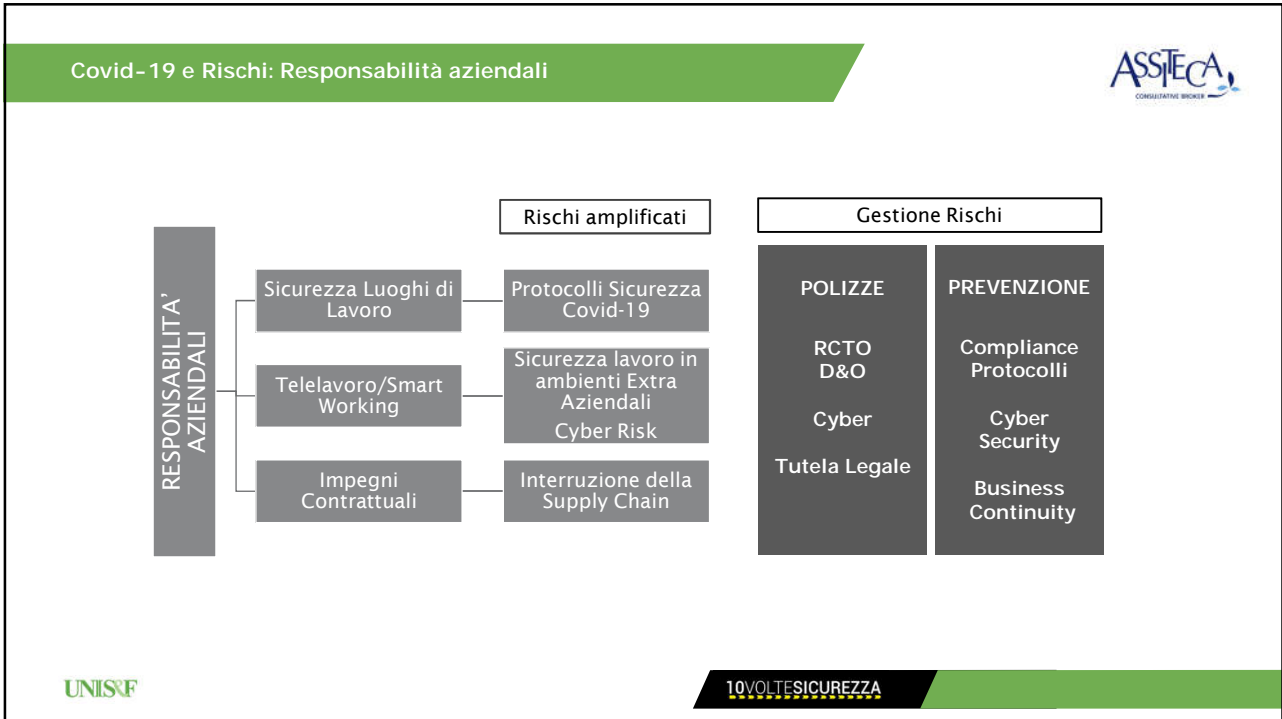 Covid-19 e Rischi: Responsabilità aziendali
ASSITECA
CONSULTATIVE BROKER
Rischi amplificati
Gestione Rischi
RESPONSABILITA'
AZIENDALI
Sicurezza Luoghi di
Lavoro
Protocolli Sicurezza
Covid-19
Telelavoro/Smart
Working
Sicurezza lavoro in
ambienti Extra
Aziendali
Cyber Risk
Impegni
Contrattuali
Interruzione della
Supply Chain
POLIZZE
RCTO
D&O
Cyber
Tutela Legale
PREVENZIONE
Compliance
Protocolli
Cyber
Security
Business
Continuity
UNIS&F
10VOLTESICUREZZA